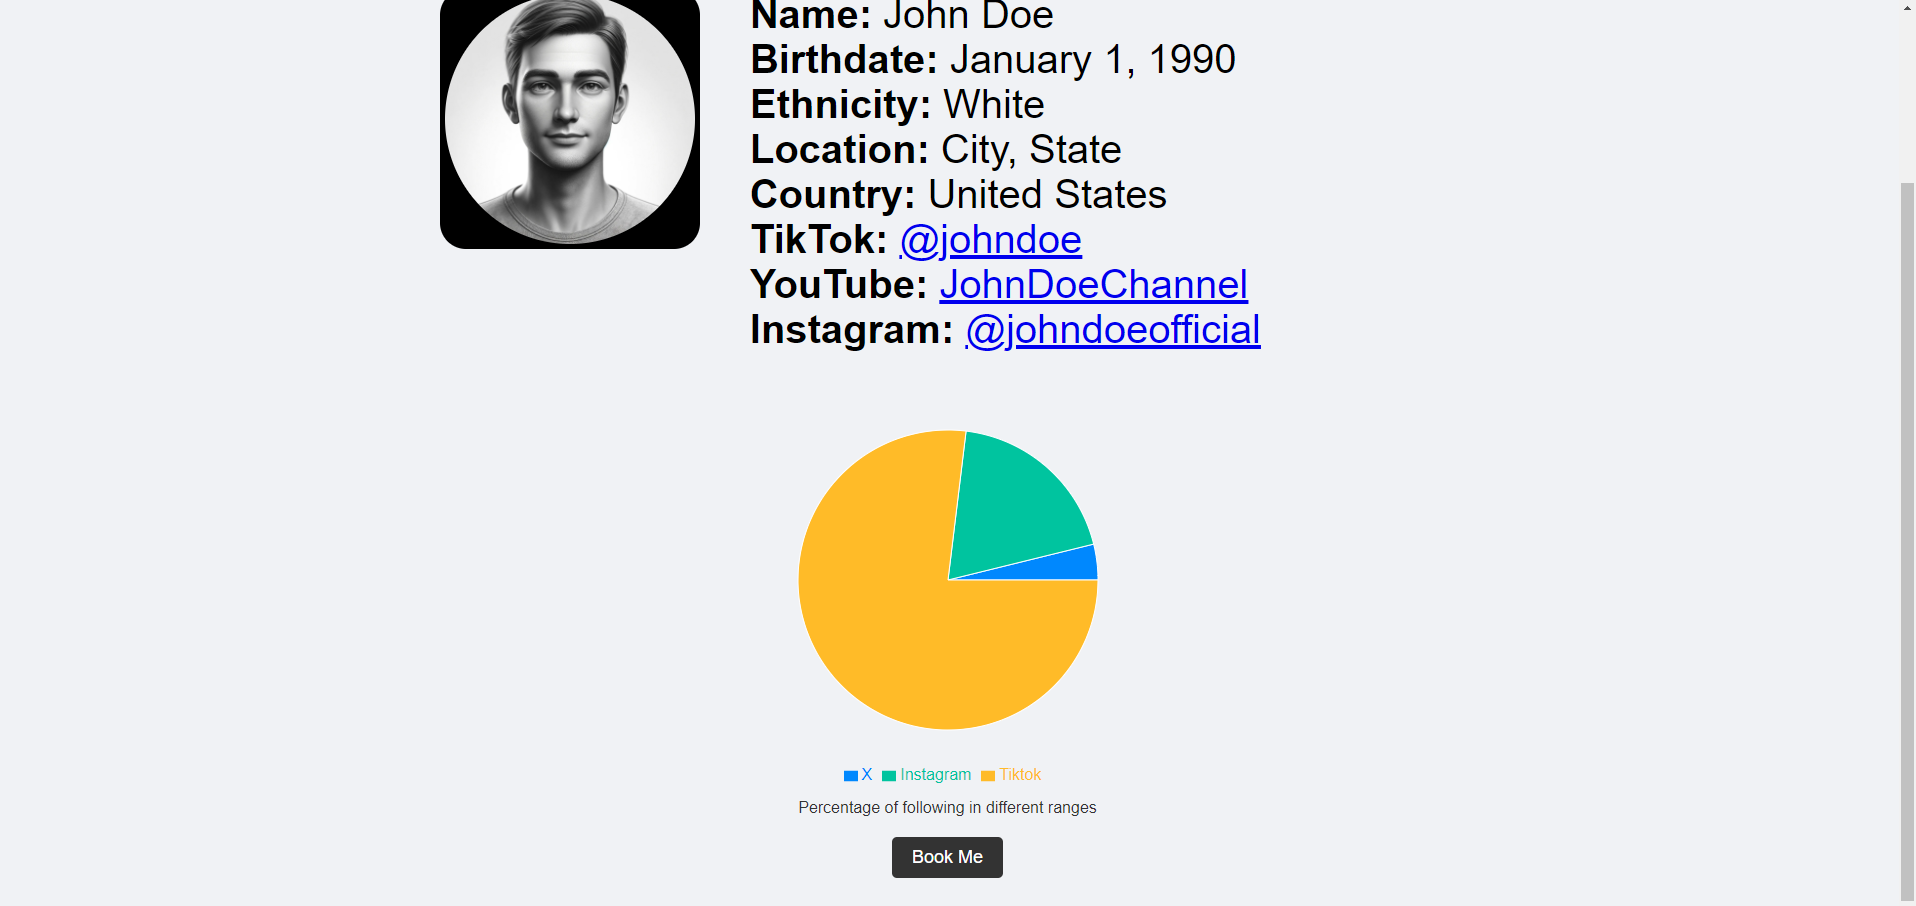 Name: John Doe
Birthdate: January 1, 1990
Ethnicity: White
Location: City, State
Country: United States
TikTok: @johndoe
YouTube: JohnDoeChannel
Instagram: @johndoeofficial
X Instagram Tiktok
Percentage of following in different ranges
Book Me